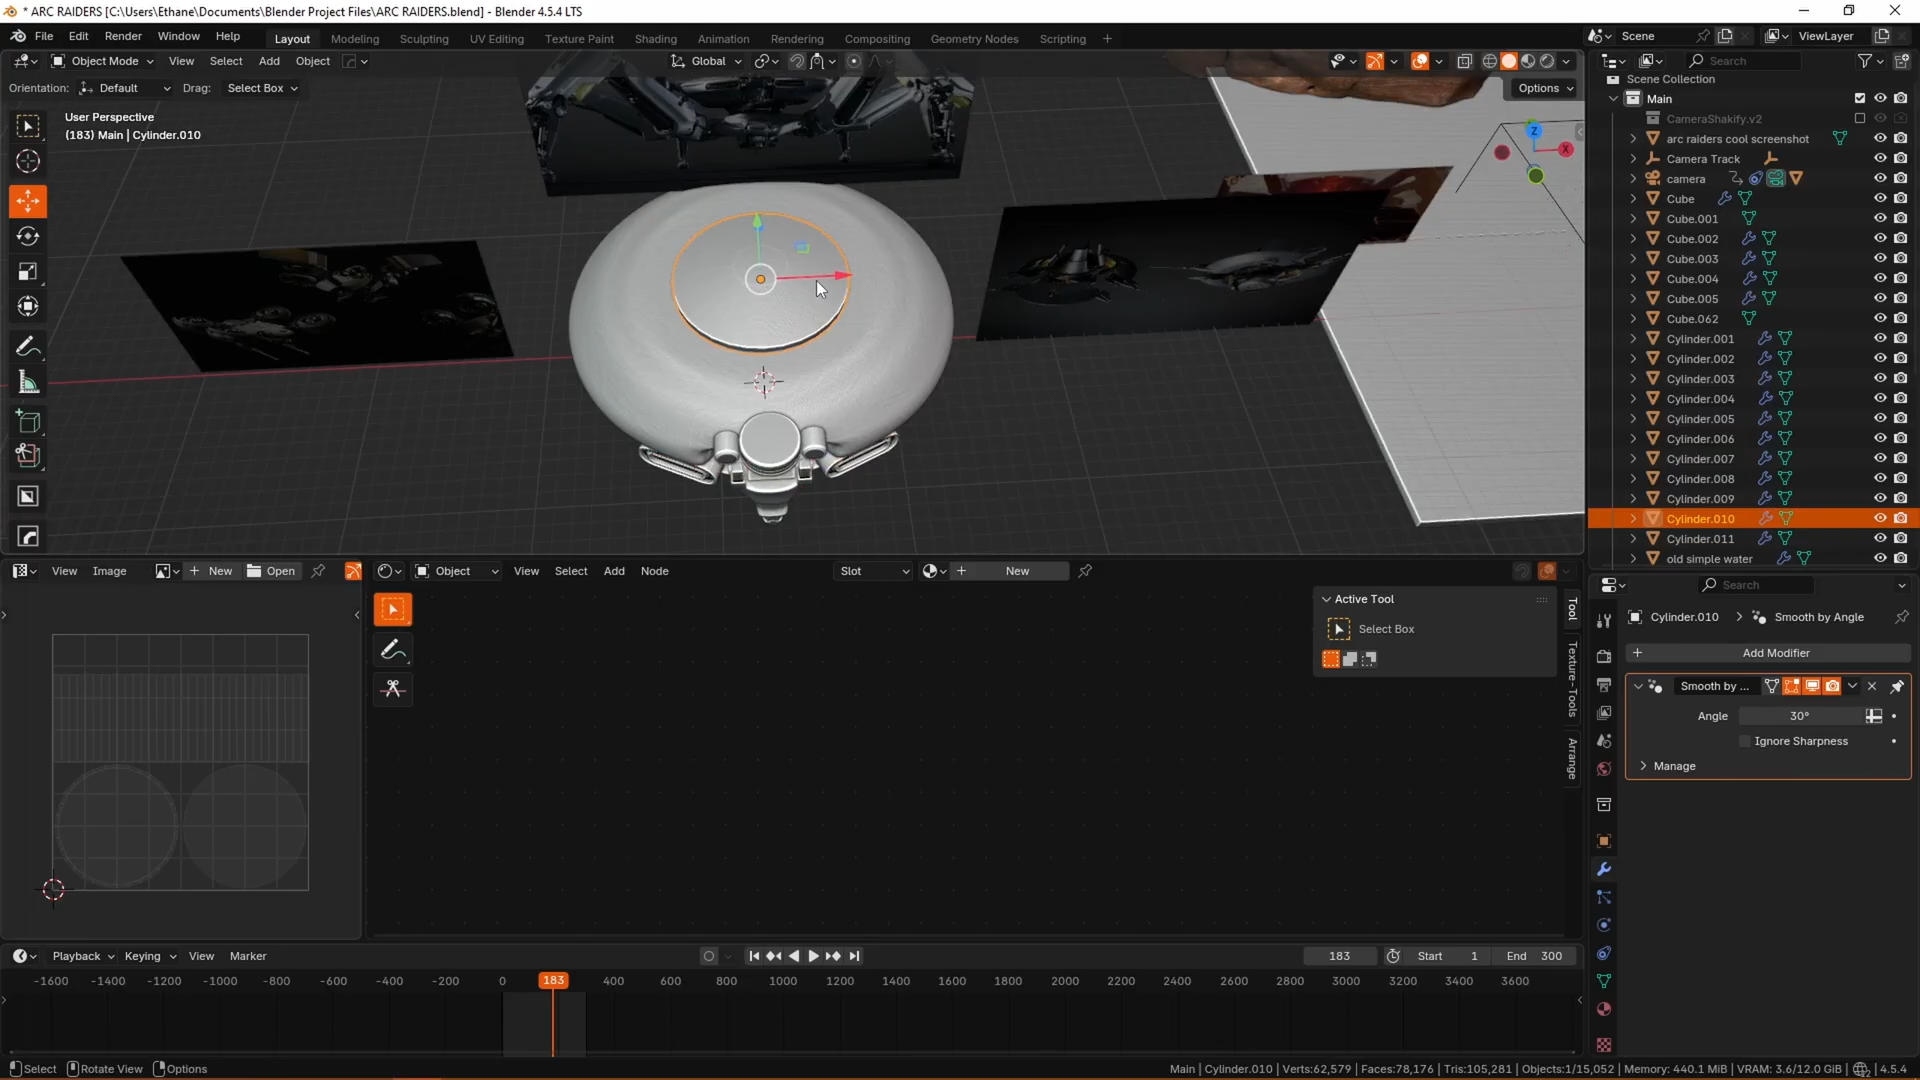 * ARC RAIDERS [C:\Users\Ethane\Documents\Blender Project Files\ARC RAIDERS.blend] - Blender 4.5.4 LTS
File Edit Render Window Help Layout Modeling Sculpting UV Editing Texture Paint Shading Animation Rendering Compositing Geometry Nodes Scripting + Scene ViewLayer
Object Mode View Select Add Object Global Search
Orientation: Default Drag: Select Box Options
User Perspective
(183) Main | Cylinder.010
Z
X
Scene Collection
Main
CameraShakify.v2
arc raiders cool screenshot
Camera Track
camera
Cube
Cube.001
Cube.002
Cube.003
Cube.004
Cube.005
Cube.062
Cylinder.001
Cylinder.002
Cylinder.003
Cylinder.004
Cylinder.005
Cylinder.006
Cylinder.007
Cylinder.008
Cylinder.009
Cylinder.010
Cylinder.011
old simple water
View Image + New Open Object View Select Add Node Slot + New
Active Tool
Select Box
Tool
Texture-Tools
Arrange
Search
Cylinder.010 > Smooth by Angle
+ Add Modifier
Smooth by ...
Angle 30°
Ignore Sharpness
Manage
Playback Keying View Marker 183 Start 1 End 300
-1600 -1400 -1200 -1000 -800 -600 -400 -200 0 183 400 600 800 1000 1200 1400 1600 1800 2000 2200 2400 2600 2800 3000 3200 3400 3600
Select Rotate View Options Main | Cylinder.010 | Verts:62,579 | Faces:78,176 | Tris:105,281 | Objects:1/15,052 | Memory: 440.1 MiB | VRAM: 3.6/12.0 GiB | 2 4.5.4